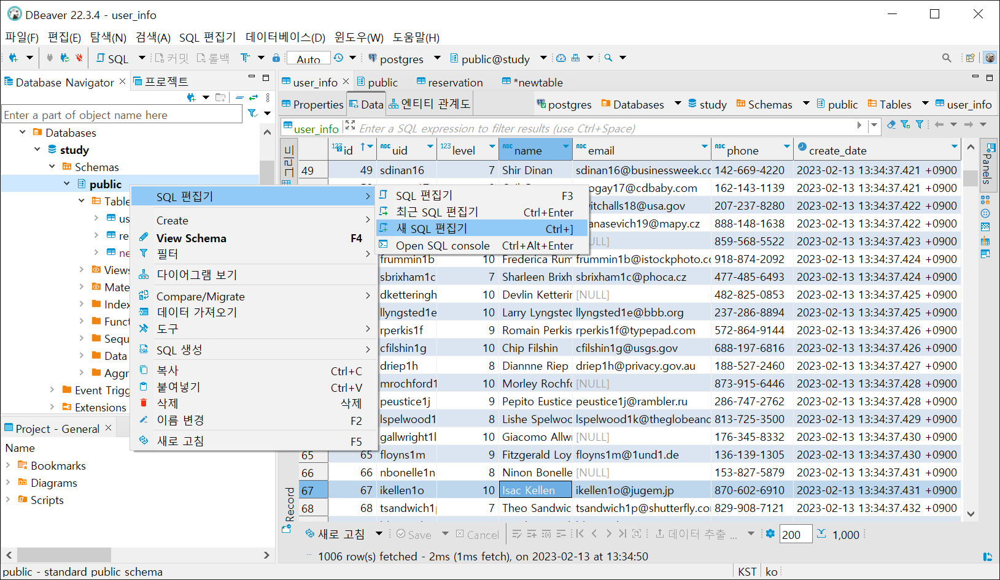 DBeaver 22.3.4 - user_info
파일(F) 편집(E) 탐색(N) 검색(A) SQL 편집기 데이터베이스(D) 윈도우(W) 도움말(H)
SQL 커밋 롤백 Auto postgres public@study
Database Navigator 프로젝트
Enter a part of object name here
Databases
study
Schemas
public
Table
us
re
ne
Views
Mate
Index
Funct
Sequ
Data
Aggr
Event Trigg
Extensions
Project - General
Name
Bookmarks
Diagrams
Scripts
SQL 편집기
Create
View Schema F4
필터
다이어그램 보기
Compare/Migrate
데이터 가져오기
도구
SQL 생성
복사 Ctrl+C
붙여넣기 Ctrl+V
삭제 삭제
이름 변경 F2
새로 고침 F5
SQL 편집기 F3
최근 SQL 편집기 Ctrl+Enter
새 SQL 편집기 Ctrl+]
Open SQL console Ctrl+Alt+Enter
user_info public reservation *newtable
Properties Data 엔티티 관계도 postgres Databases study Schemas public Tables user_info
user_info Enter a SQL expression to filter results (use Ctrl+Space)
그리드
id uid level name email phone create_date
49 49 sdinan16 7 Shir Dinan sdinan16@businessweek.co 142-669-4220 2023-02-13 13:34:37.421 +0900
ogay17@cdbaby.com 162-143-1139 2023-02-13 13:34:37.421 +0900
vitchalls18@usa.gov 207-237-8280 2023-02-13 13:34:37.422 +0900
anasevich19@mapy.cz 888-148-1638 2023-02-13 13:34:37.422 +0900
ULL] 859-568-5522 2023-02-13 13:34:37.423 +0900
frummin1b 10 Frederica Rum frummin1b@istockphoto.co 918-874-2092 2023-02-13 13:34:37.424 +0900
sbrixham1c 7 Sharleen Brixh sbrixham1c@phoca.cz 477-485-6493 2023-02-13 13:34:37.424 +0900
dketteringh 10 Devlin Ketterin [NULL] 482-825-0853 2023-02-13 13:34:37.425 +0900
llyngsted1e 10 Larry Lyngsted llyngsted1e@bbb.org 237-286-8894 2023-02-13 13:34:37.425 +0900
rperkis1f 9 Romain Perkis rperkis1f@typepad.com 572-864-9144 2023-02-13 13:34:37.426 +0900
cfilshin1g 10 Chip Filshin cfilshin1g@usgs.gov 688-197-6816 2023-02-13 13:34:37.426 +0900
driep1h 8 Diannne Riep driep1h@privacy.gov.au 188-527-2460 2023-02-13 13:34:37.427 +0900
mrochford1 10 Morley Rochfo [NULL] 873-915-6446 2023-02-13 13:34:37.428 +0900
peustice1j 9 Pepito Eustice peustice1j@rambler.ru 286-747-2762 2023-02-13 13:34:37.428 +0900
lspelwood1 8 Lishe Spelwoo lspelwood1k@theglobeand 813-725-3500 2023-02-13 13:34:37.429 +0900
gallwright1l 10 Giacomo Allw [NULL] 176-345-8332 2023-02-13 13:34:37.430 +0900
65 65 floyns1m 9 Fitzgerald Loy floyns1m@1und1.de 136-139-1305 2023-02-13 13:34:37.430 +0900
66 66 nbonelle1n 8 Ninon Bonelle [NULL] 153-827-5879 2023-02-13 13:34:37.431 +0900
67 67 ikellen1o 10 Isac Kellen ikellen1o@jugem.jp 870-602-6910 2023-02-13 13:34:37.431 +0900
68 68 tsandwich1p 7 Theo Sandwic tsandwich1p@shutterfly.co 829-908-7121 2023-02-13 13:34:37.432 +0900
Record
Panels
새로 고침 Save Cancel 데이터 추출 ... 200 1,000
1006 row(s) fetched - 2ms (1ms fetch), on 2023-02-13 at 13:34:50
public - standard public schema KST ko